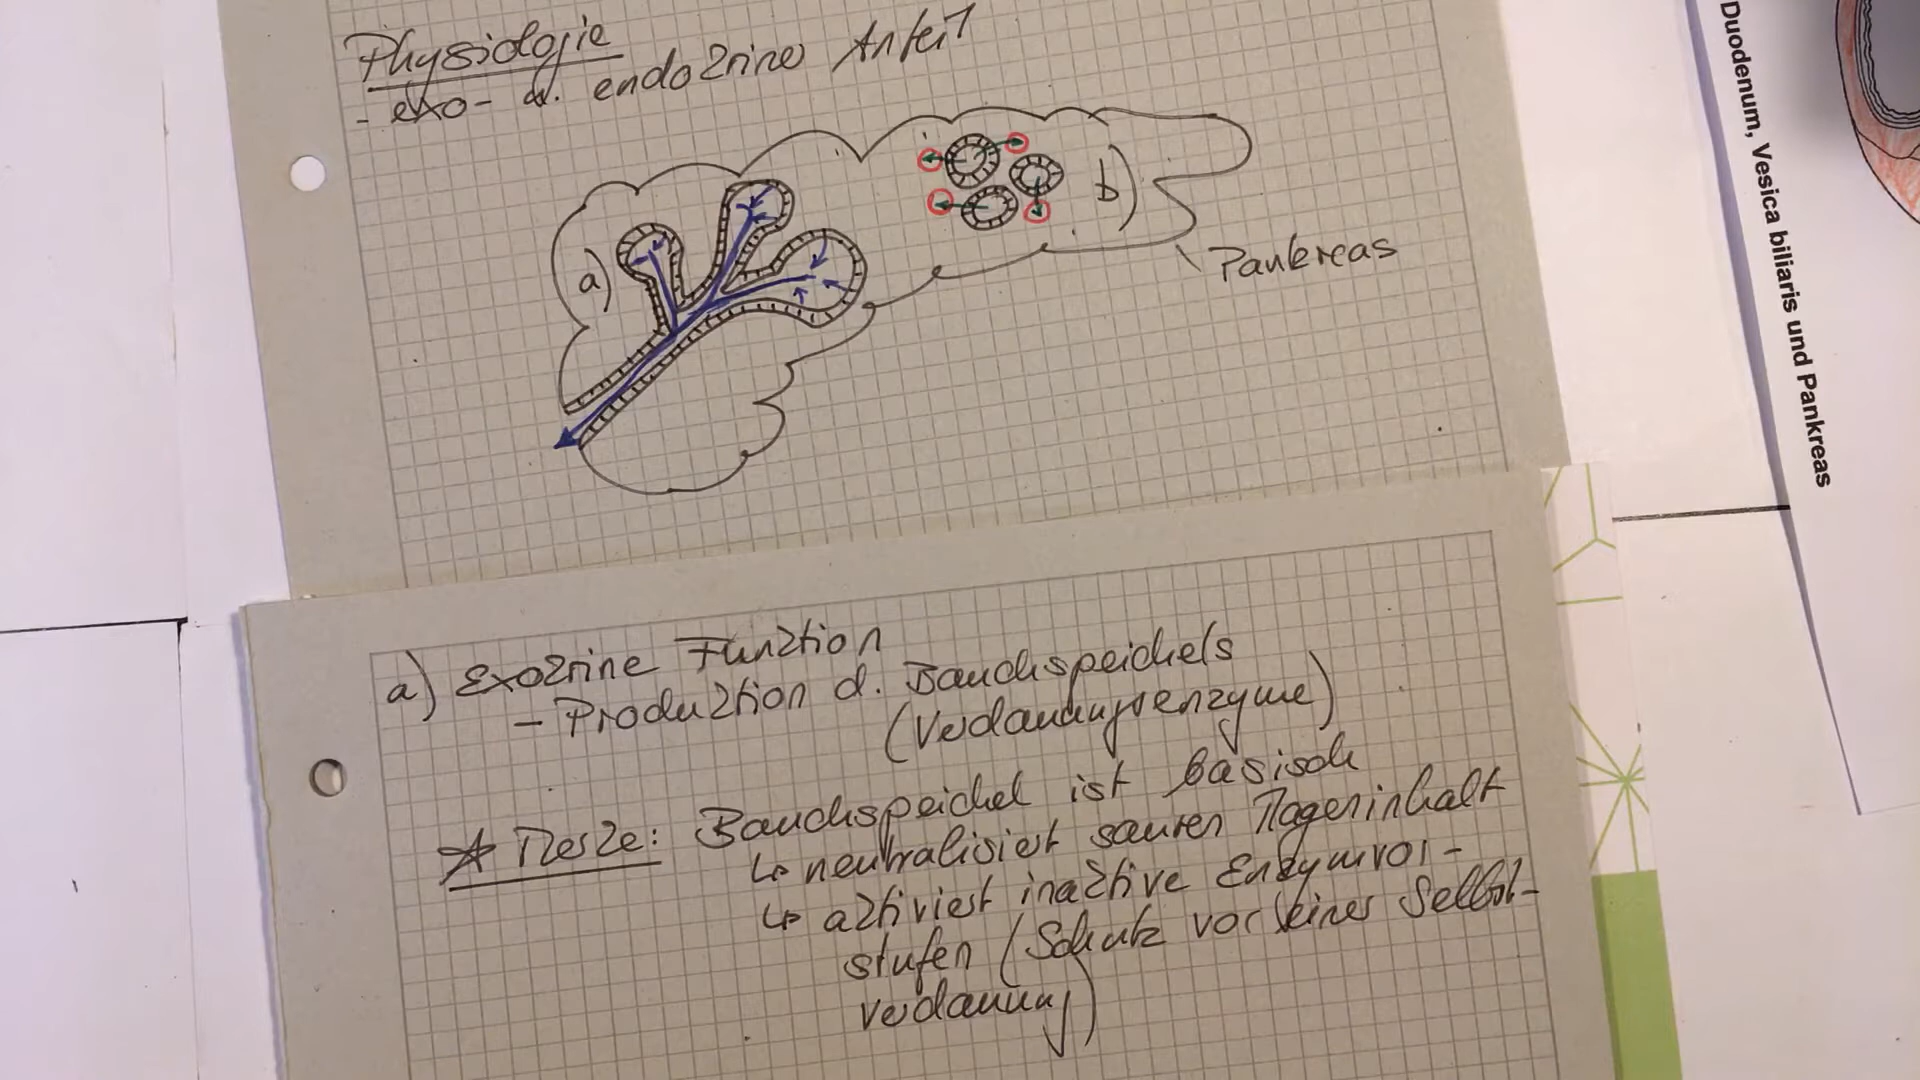 Physiologie
- exo- u. endokrine Anteil
a)
b)
Pankreas
Duodenum, Vesica biliaris und Pankreas
a) Exokrine Funktion
- Produktion d. Bauchspeichels
(Verdauungsenzyme)
* Merke: Bauchspeichel ist basisch
↳ neutralisiert sauren Mageninhalt
↳ aktiviert inaktive Enzymvor-
stufen (Schutz vor einer Selbst-
verdauung)